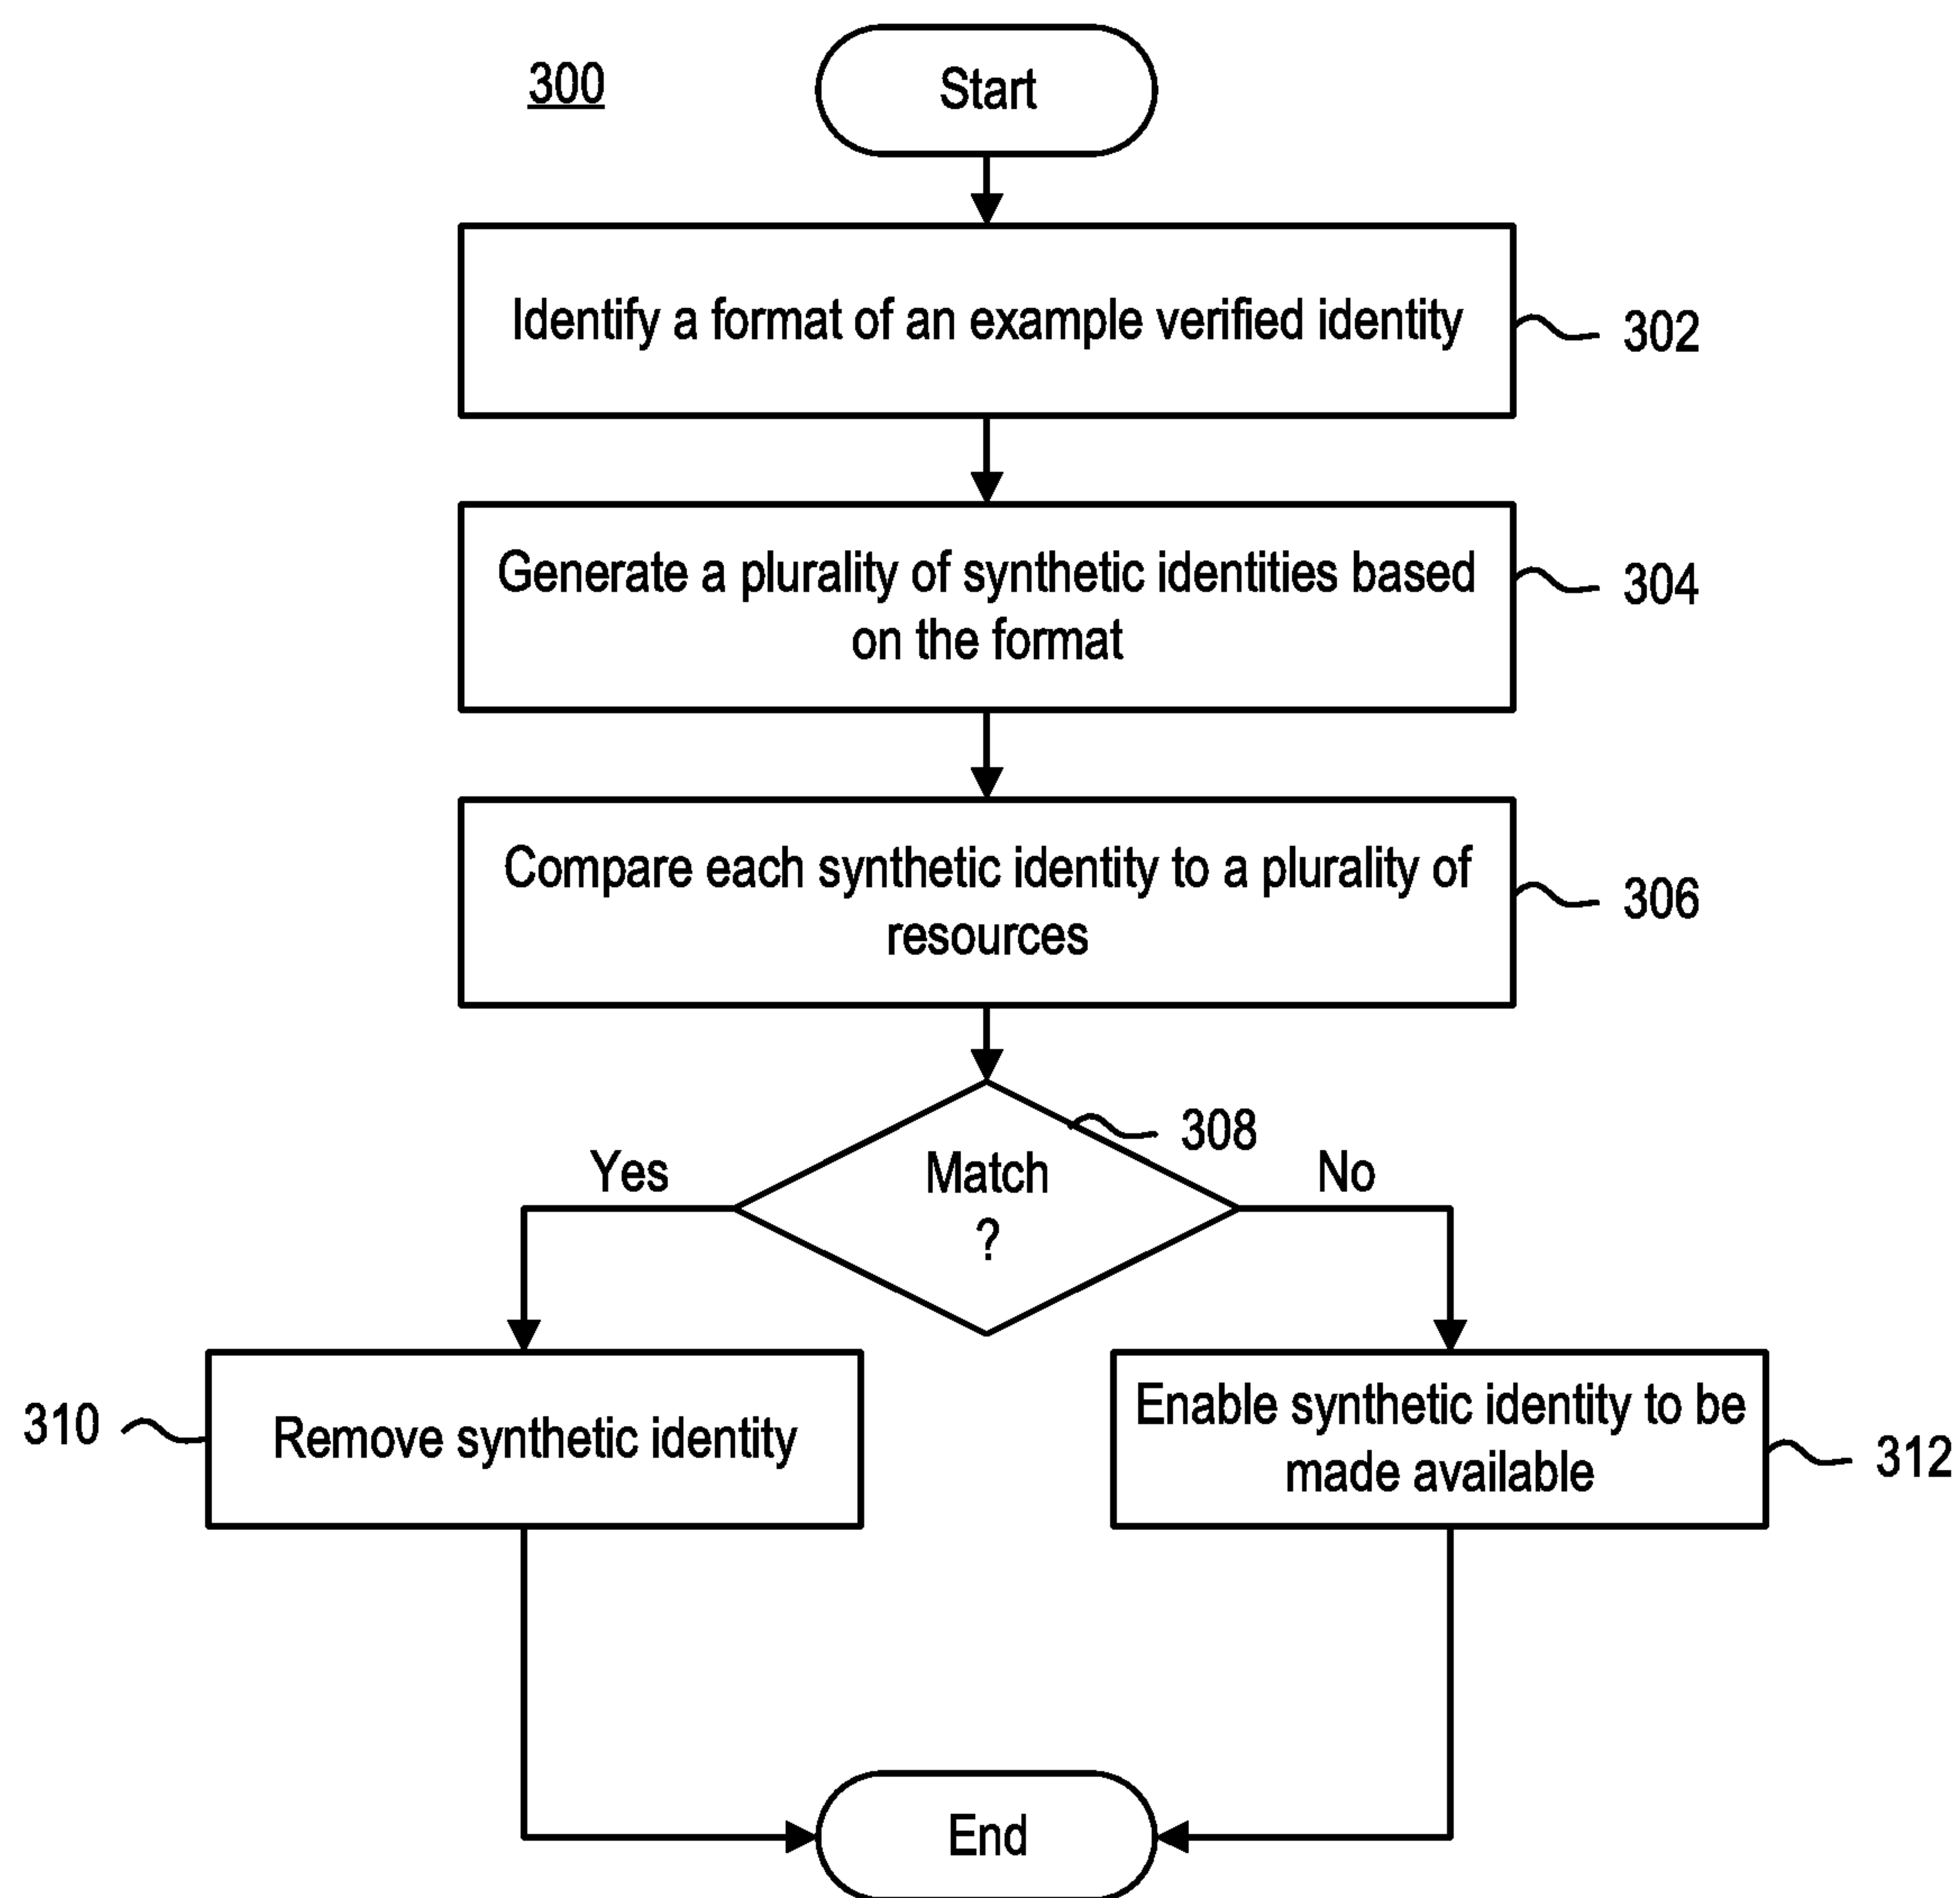 300
Start
Identify a format of an example verified identity
302
Generate a plurality of synthetic identities based
on the format
304
Compare each synthetic identity to a plurality of
resources
306
308
Match
?
Yes
No
310
Remove synthetic identity
Enable synthetic identity to be
made available
312
End